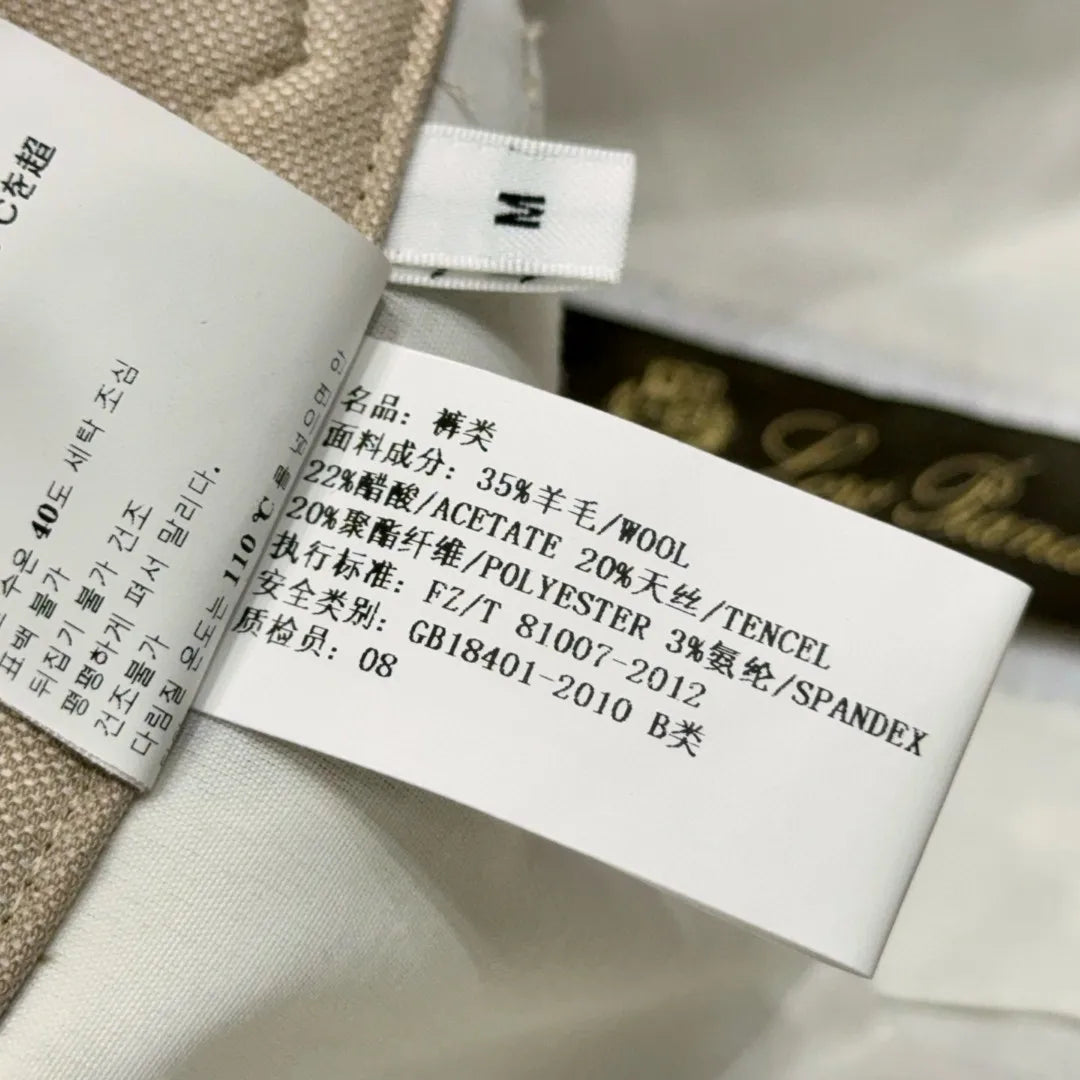 M
名品: 裤类
面料成分: 35%羊毛/WOOL
22%醋酸/ACETATE 20%天丝/TENCEL
20%聚酯纤维/POLYESTER 3%氨纶/SPANDEX
执行标准: FZ/T 81007-2012
安全类别: GB18401-2010 B类
质检员: 08
Cを超
수온 40도 세탁 조심
표백 불가
뒤집기 불가 건조
평평하게 펴서 말리다.
건조불가
다림질 온도는 110℃를 넘으면 안